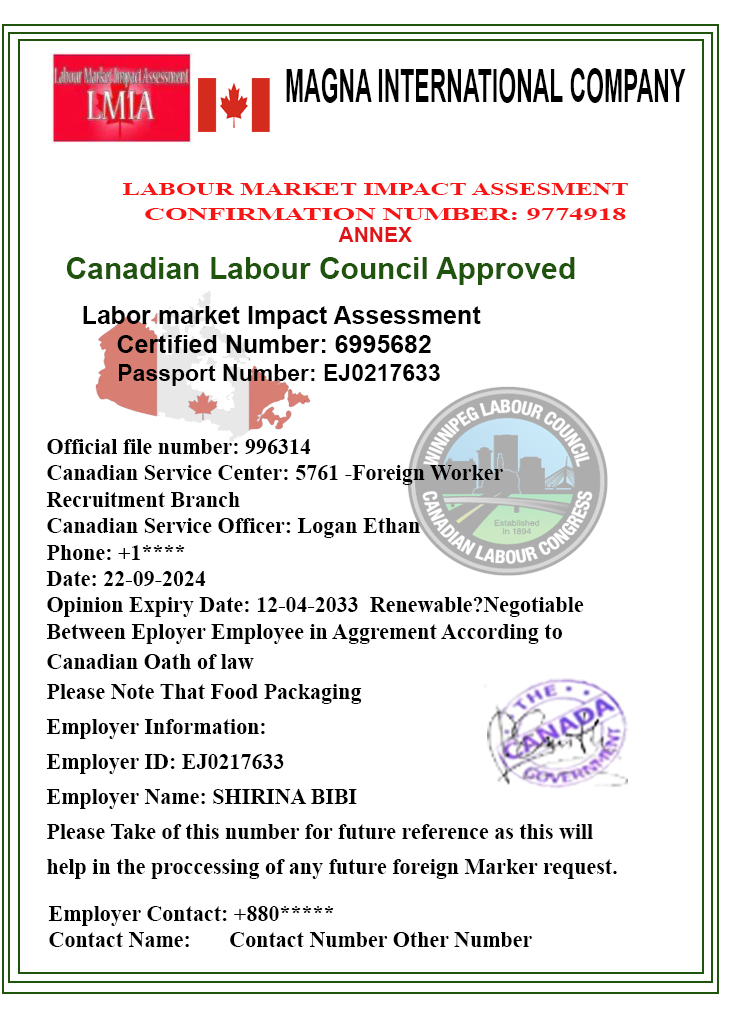 Labour Market Impact Assessment
LMIA
MAGNA INTERNATIONAL COMPANY
LABOUR MARKET IMPACT ASSESMENT
CONFIRMATION NUMBER: 9774918
ANNEX
Canadian Labour Council Approved
Labor market Impact Assessment
Certified Number: 6995682
Passport Number: EJ0217633
WINNIPEG LABOUR COUNCIL
Established
in 1894
CANADIAN LABOUR CONGRESS
Official file number: 996314
Canadian Service Center: 5761 -Foreign Worker
Recruitment Branch
Canadian Service Officer: Logan Ethan
Phone: +1****
Date: 22-09-2024
Opinion Expiry Date: 12-04-2033 Renewable?Negotiable
Between Eployer Employee in Aggrement According to
Canadian Oath of law
Please Note That Food Packaging
Employer Information:
Employer ID: EJ0217633
Employer Name: SHIRINA BIBI
THE
CANADA
GOVERNMENT
Please Take of this number for future reference as this will
help in the proccessing of any future foreign Marker request.
Employer Contact: +880*****
Contact Name: Contact Number Other Number